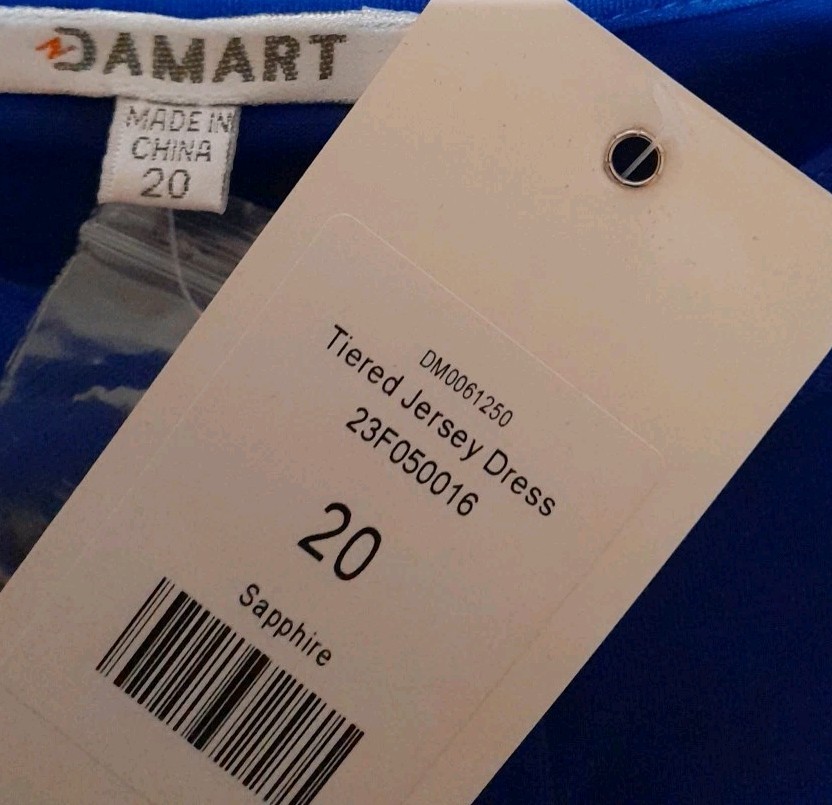 DAMART
MADE IN
CHINA
20
DM0061250
Tiered Jersey Dress
23F050016
20
Sapphire